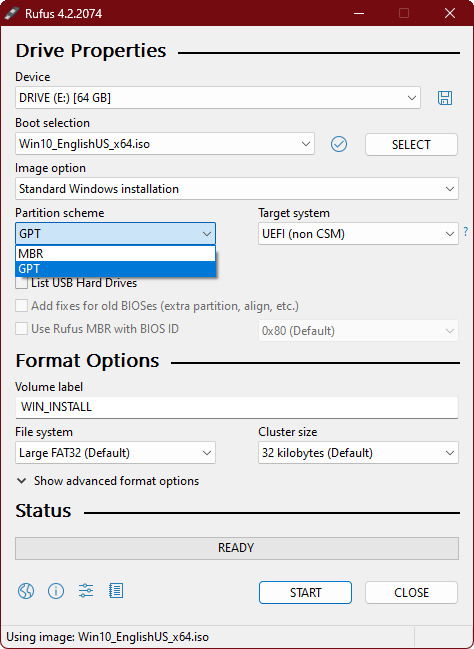 Rufus 4.2.2074
Drive Properties
Device
DRIVE (E:) [64 GB]
Boot selection
Win10_EnglishUS_x64.iso
SELECT
Image option
Standard Windows installation
Partition scheme
Target system
GPT
UEFI (non CSM)
?
MBR
GPT
List USB Hard Drives
Add fixes for old BIOSes (extra partition, align, etc.)
Use Rufus MBR with BIOS ID
0x80 (Default)
Format Options
Volume label
WIN_INSTALL
File system
Cluster size
Large FAT32 (Default)
32 kilobytes (Default)
Show advanced format options
Status
READY
START
CLOSE
Using image: Win10_EnglishUS_x64.iso